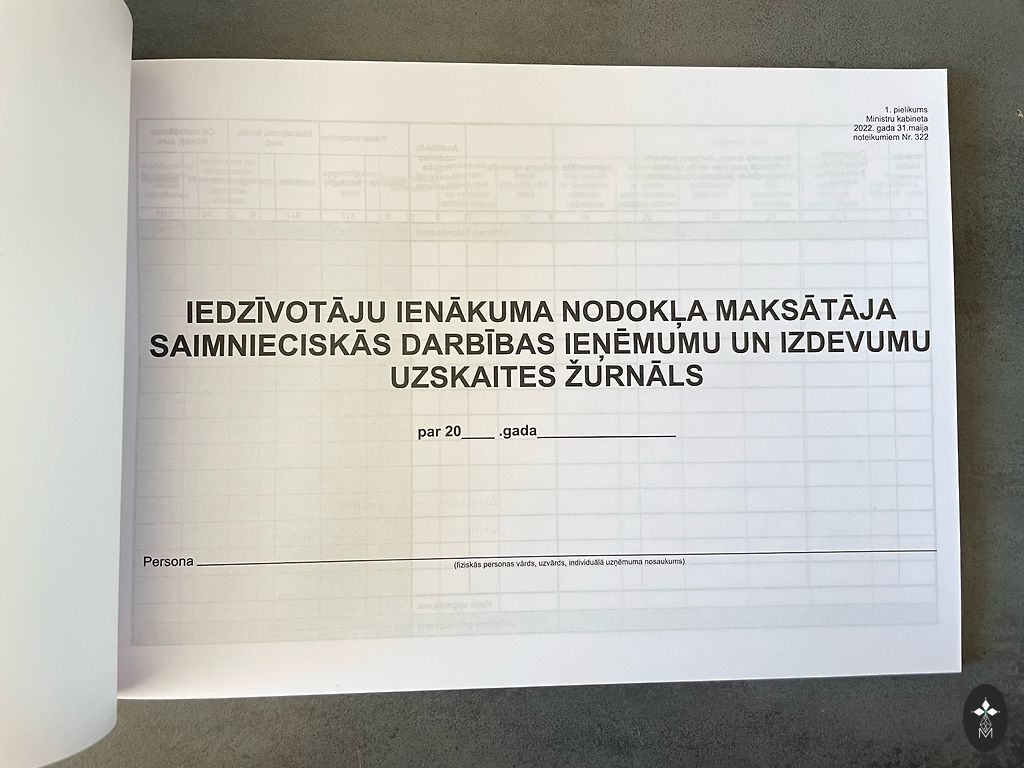 1. pielikums
Ministru kabineta
2022. gada 31.maija
noteikumiem Nr. 322
IEDZĪVOTĀJU IENĀKUMA NODOKĻA MAKSĀTĀJA
SAIMNIECISKĀS DARBĪBAS IEŅĒMUMU UN IZDEVUMU
UZSKAITES ŽURNĀLS
par 20____ .gada_________________
Persona
(fiziskās personas vārds, uzvārds, individuālā uzņēmuma nosaukums)
M